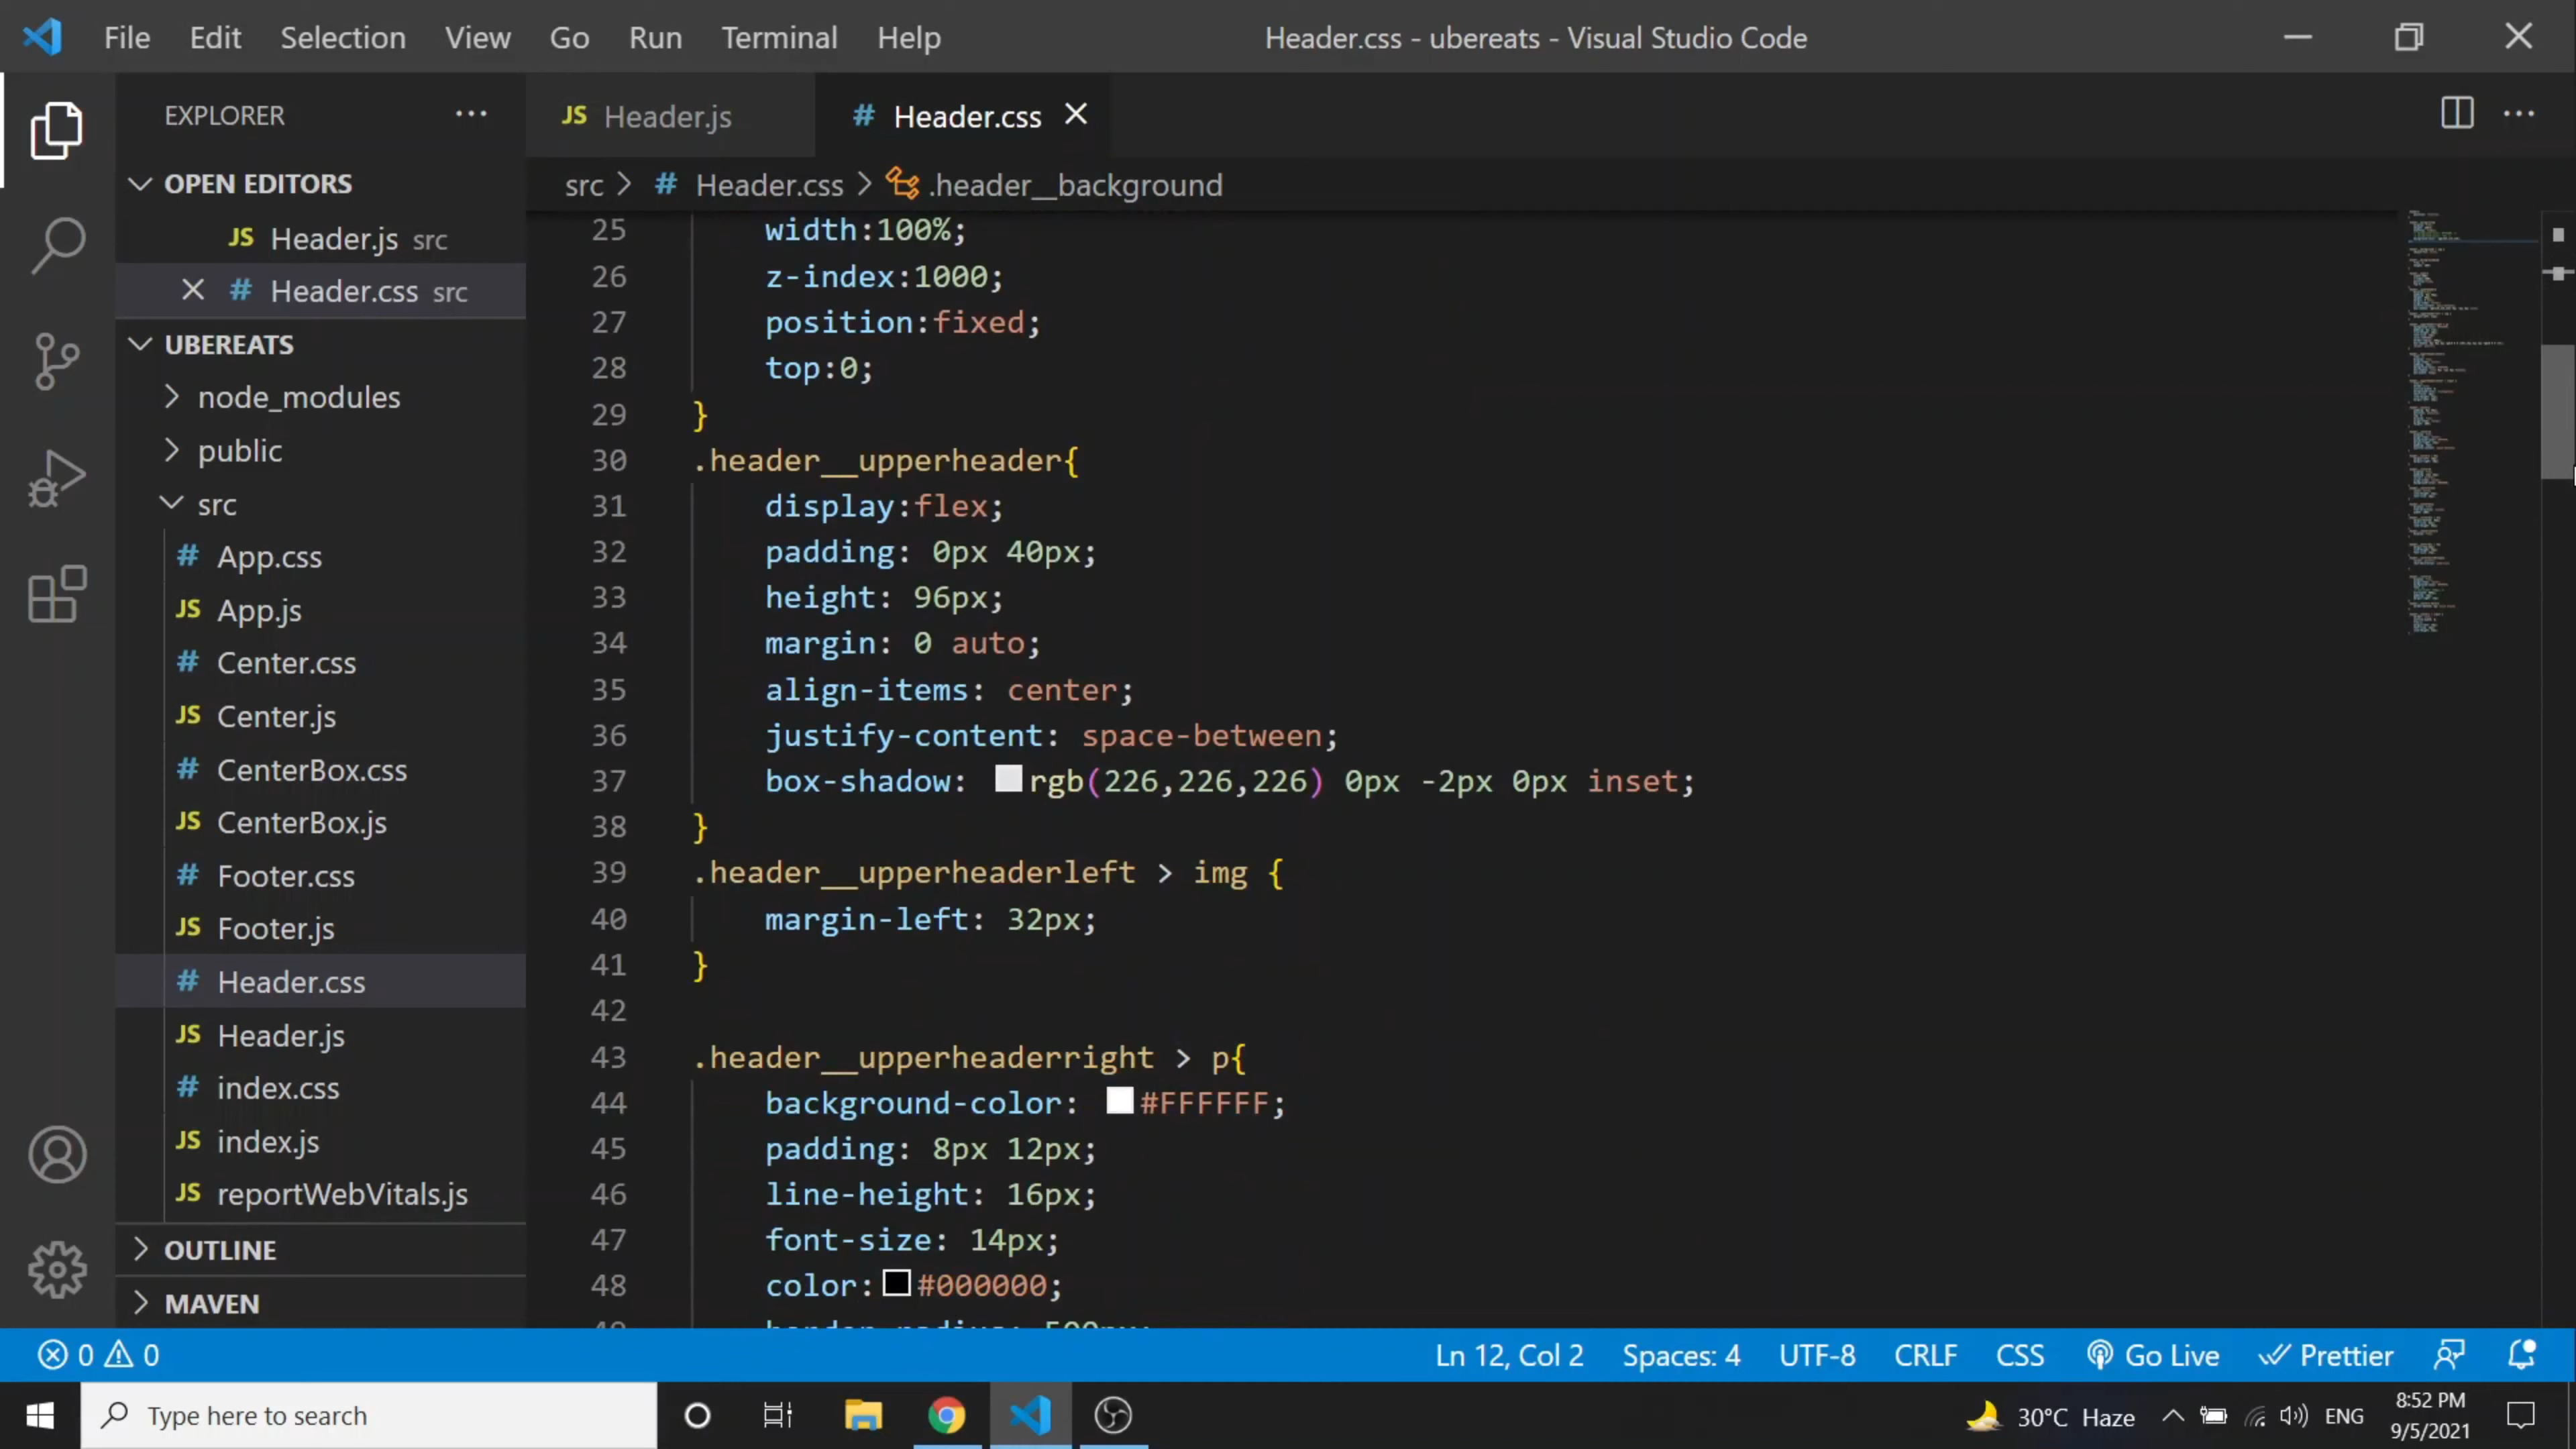 File Edit Selection View Go Run Terminal Help Header.css - ubereats - Visual Studio Code
EXPLORER
OPEN EDITORS
JS Header.js src
# Header.css src
UBEREATS
node_modules
public
src
# App.css
JS App.js
# Center.css
JS Center.js
# CenterBox.css
JS CenterBox.js
# Footer.css
JS Footer.js
# Header.css
JS Header.js
# index.css
JS index.js
JS reportWebVitals.js
OUTLINE
MAVEN
JS Header.js # Header.css
src > # Header.css > .header__background
25 width:100%;
26 z-index:1000;
27 position:fixed;
28 top:0;
29 }
30 .header__upperheader{
31 display:flex;
32 padding: 0px 40px;
33 height: 96px;
34 margin: 0 auto;
35 align-items: center;
36 justify-content: space-between;
37 box-shadow: rgb(226,226,226) 0px -2px 0px inset;
38 }
39 .header__upperheaderleft > img {
40 margin-left: 32px;
41 }
42
43 .header__upperheaderright > p{
44 background-color: #FFFFFF;
45 padding: 8px 12px;
46 line-height: 16px;
47 font-size: 14px;
48 color:#000000;
0 0 Ln 12, Col 2 Spaces: 4 UTF-8 CRLF CSS Go Live Prettier
Type here to search
30°C Haze ENG
8:52 PM
9/5/2021